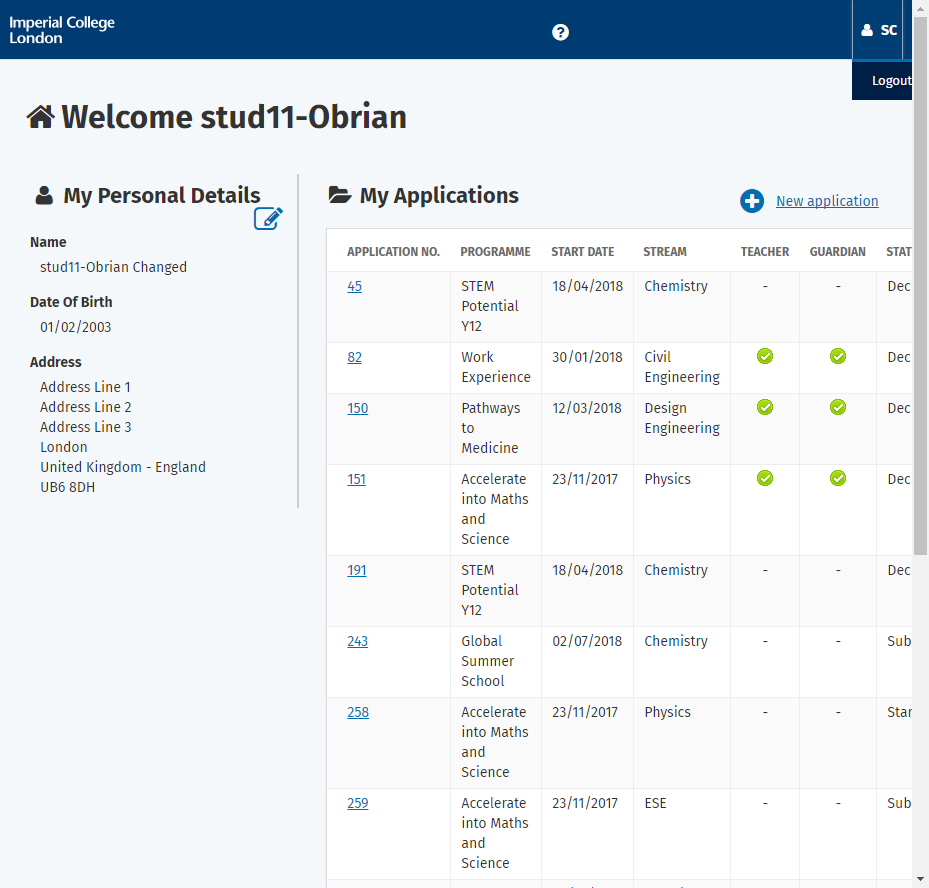 Imperial College
London
?
SC
Logout
Welcome stud11-Obrian
My Personal Details
Name
stud11-Obrian Changed
Date Of Birth
01/02/2003
Address
Address Line 1
Address Line 2
Address Line 3
London
United Kingdom - England
UB6 8DH
My Applications
New application
APPLICATION NO. PROGRAMME START DATE STREAM TEACHER GUARDIAN STAT
45 STEM 18/04/2018 Chemistry - - Dec
Potential
Y12
82 Work 30/01/2018 Civil Dec
Experience Engineering
150 Pathways 12/03/2018 Design Dec
to Engineering
Medicine
151 Accelerate 23/11/2017 Physics Dec
into Maths
and
Science
191 STEM 18/04/2018 Chemistry - - Dec
Potential
Y12
243 Global 02/07/2018 Chemistry - - Sub
Summer
School
258 Accelerate 23/11/2017 Physics - - Star
into Maths
and
Science
259 Accelerate 23/11/2017 ESE - - Sub
into Maths
and
Science